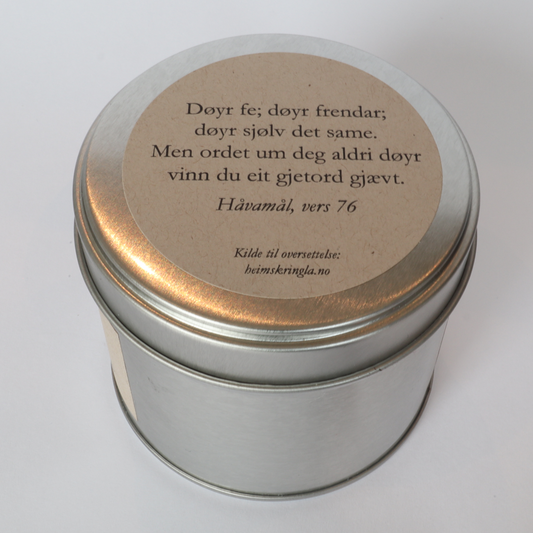 Døyr fe; døyr frendar;
døyr sjølv det same.
Men ordet um deg aldri døyr
vinn du eit gjetord gjævt.
Håvamål, vers 76
Kilde til oversettelse:
heimskringla.no